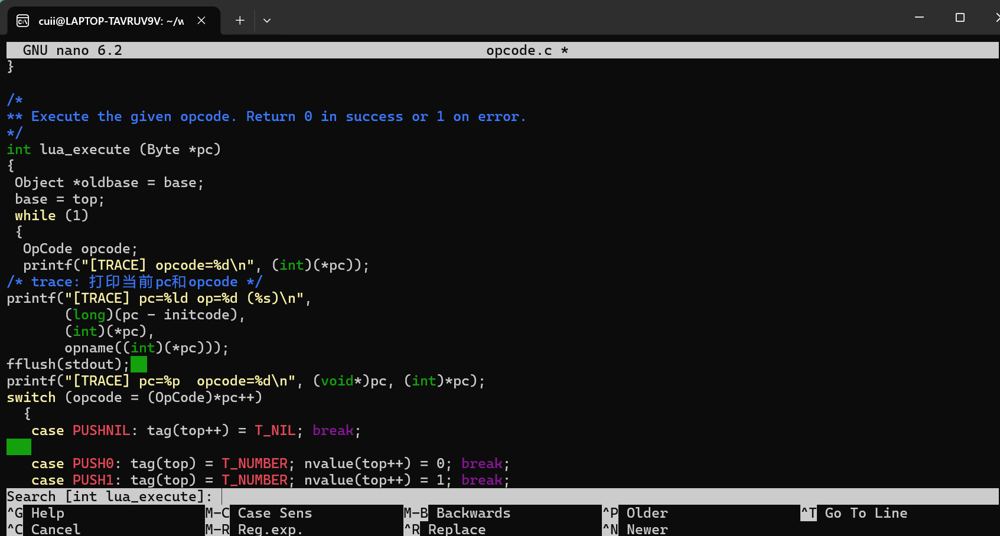 cuii@LAPTOP-TAVRUV9V: ~/w
GNU nano 6.2 opcode.c *
}
/*
** Execute the given opcode. Return 0 in success or 1 on error.
*/
int lua_execute (Byte *pc)
{
 Object *oldbase = base;
 base = top;
 while (1)
 {
  OpCode opcode;
  printf("[TRACE] opcode=%d\n", (int)(*pc));
/* trace: 打印当前pc和opcode */
printf("[TRACE] pc=%ld op=%d (%s)\n",
       (long)(pc - initcode),
       (int)(*pc),
       opname((int)(*pc)));
fflush(stdout);
printf("[TRACE] pc=%p  opcode=%d\n", (void*)pc, (int)*pc);
switch (opcode = (OpCode)*pc++)
  {
   case PUSHNIL: tag(top++) = T_NIL; break;
   case PUSH0: tag(top) = T_NUMBER; nvalue(top++) = 0; break;
   case PUSH1: tag(top) = T_NUMBER; nvalue(top++) = 1; break;
Search [int lua_execute]:
^G Help M-C Case Sens M-B Backwards ^P Older ^T Go To Line
^C Cancel M-R Reg.exp. ^R Replace ^N Newer